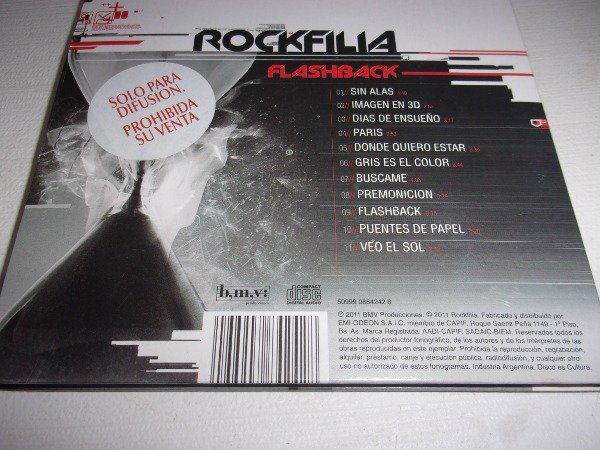 ROCKFILIA
FLASHBACK
SOLO PARA
DIFUSION.
PROHIBIDA
SU VENTA
01// SIN ALAS
02// IMAGEN EN 3D
03// DIAS DE ENSUEÑO
04// PARIS
05// DONDE QUIERO ESTAR
06// GRIS ES EL COLOR
07// BUSCAME
08// PREMONICION
09// FLASHBACK
10// PUENTES DE PAPEL
11// VEO EL SOL
b,m,v:
COMPACT
disc
DIGITAL AUDIO
50999 0884242 8
℗ 2011 BMV Producciones. © 2011 Rockfilia. Fabricado y distribuido por
EMI-ODEON S.A.I.C. miembro de CAPIF. Roque Saenz Peña 1149 - 1º Piso,
Bs. As. Marca Registrada. AADI-CAPIF, SADAIC-BIEM. Reservados todos los
derechos del productor fonográfico, de los autores y de los intérpretes de las
obras reproducidas en este ejemplar. Prohibida la reproducción, regrabación,
alquiler, préstamo, canje y ejecución pública, radiodifusión, y cualquier otro
uso no autorizado de estos fonogramas. Industria Argentina. Disco es Cultura.